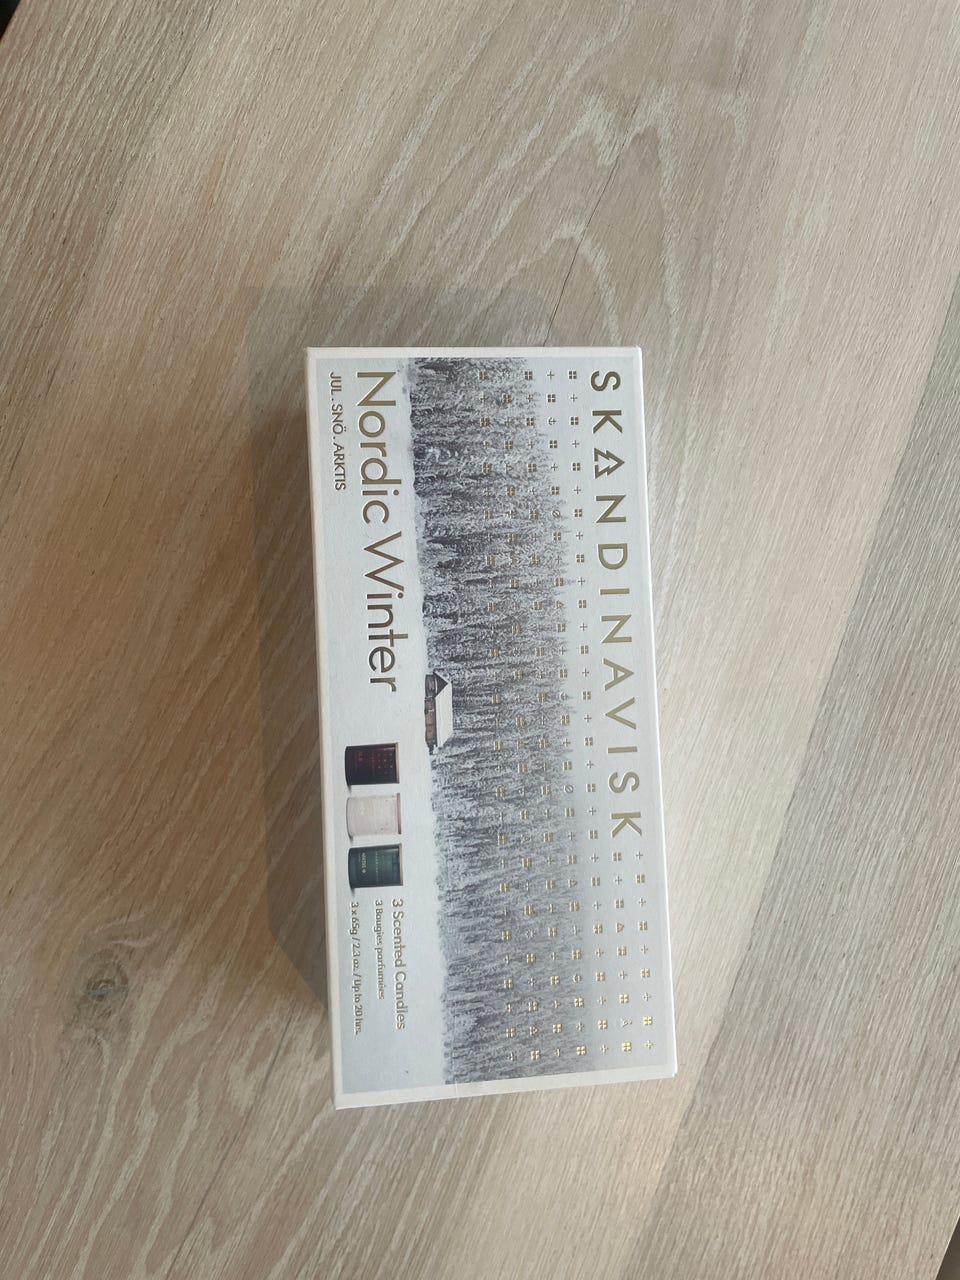 SKANDINAVISK
Nordic Winter
JUL. SNÖ. ARKTIS
3 Scented Candles
3 Bougies parfumées
3 x 65g / 2.3 oz. / Up to 20 hrs.